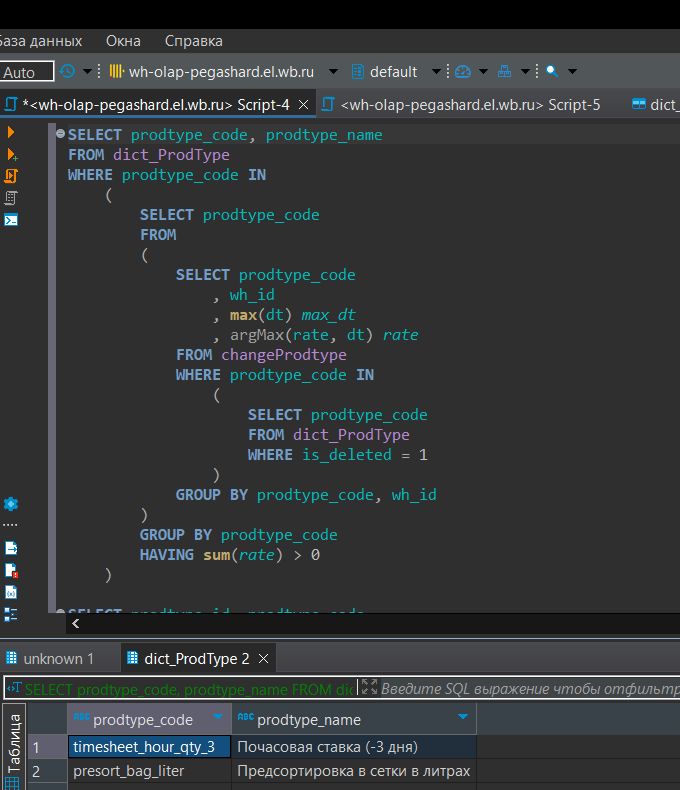 База данных Окна Справка
Auto wh-olap-pegashard.el.wb.ru default
*<wh-olap-pegashard.el.wb.ru> Script-4 <wh-olap-pegashard.el.wb.ru> Script-5 dict_
SELECT prodtype_code, prodtype_name
FROM dict_ProdType
WHERE prodtype_code IN
(
SELECT prodtype_code
FROM
(
SELECT prodtype_code
, wh_id
, max(dt) max_dt
, argMax(rate, dt) rate
FROM changeProdtype
WHERE prodtype_code IN
(
SELECT prodtype_code
FROM dict_ProdType
WHERE is_deleted = 1
)
GROUP BY prodtype_code, wh_id
)
GROUP BY prodtype_code
HAVING sum(rate) > 0
)
SELECT prodtype_id, prodtype_code
unknown 1 dict_ProdType 2
SELECT prodtype_code, prodtype_name FROM dic Введите SQL выражение чтобы отфильтр
Таблица
prodtype_code prodtype_name
1 timesheet_hour_qty_3 Почасовая ставка (-3 дня)
2 presort_bag_liter Предсортировка в сетки в литрах